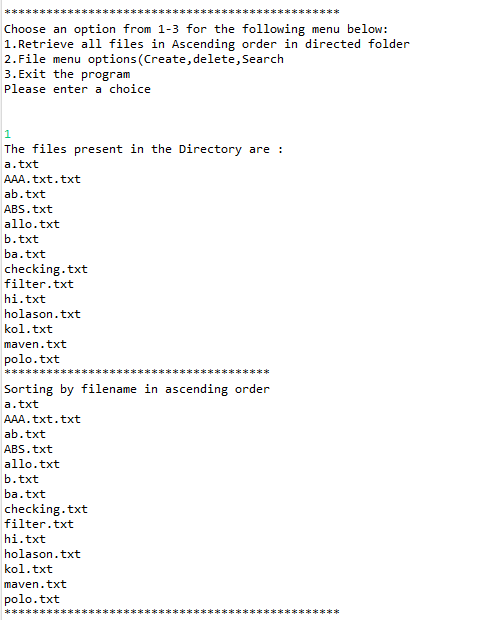 ************************************************
Choose an option from 1-3 for the following menu below:
1.Retrieve all files in Ascending order in directed folder
2.File menu options(Create,delete,Search
3.Exit the program
Please enter a choice
1
The files present in the Directory are :
a.txt
AAA.txt.txt
ab.txt
ABS.txt
allo.txt
b.txt
ba.txt
checking.txt
filter.txt
hi.txt
holason.txt
kol.txt
maven.txt
polo.txt
**************************************
Sorting by filename in ascending order
a.txt
AAA.txt.txt
ab.txt
ABS.txt
allo.txt
b.txt
ba.txt
checking.txt
filter.txt
hi.txt
holason.txt
kol.txt
maven.txt
polo.txt
************************************************